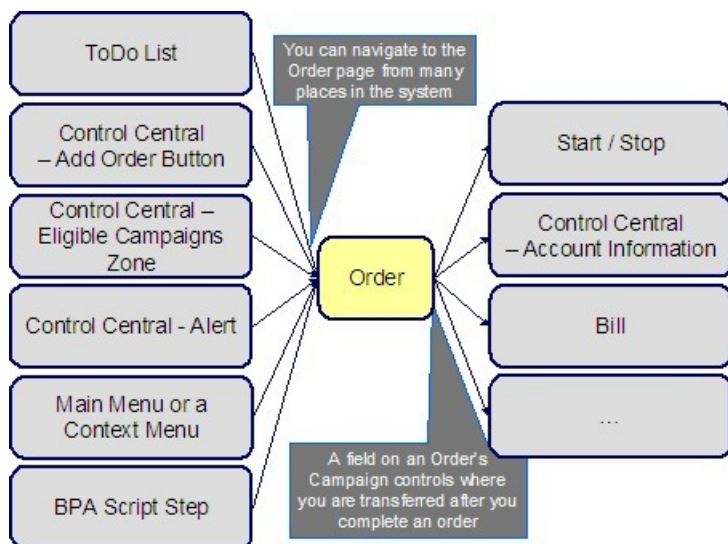 ToDo List
You can navigate to the
Order page from many
places in the system
Control Central
– Add Order Button
Control Central –
Eligible Campaigns
Zone
Control Central - Alert
Main Menu or a
Context Menu
BPA Script Step
Order
Start / Stop
Control Central
– Account Information
Bill
...
A field on an Order's
Campaign controls where
you are transferred after you
complete an order